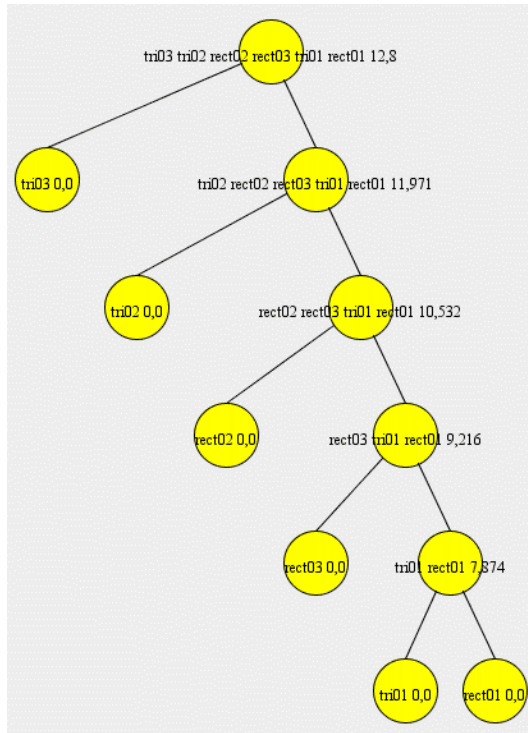 tri03 tri02 rect02 rect03 tri01 rect01 12,8
tri03 0,0
tri02 rect02 rect03 tri01 rect01 11,971
tri02 0,0
rect02 rect03 tri01 rect01 10,532
rect02 0,0
rect03 tri01 rect01 9,216
rect03 0,0
tri01 rect01 7,874
tri01 0,0
rect01 0,0